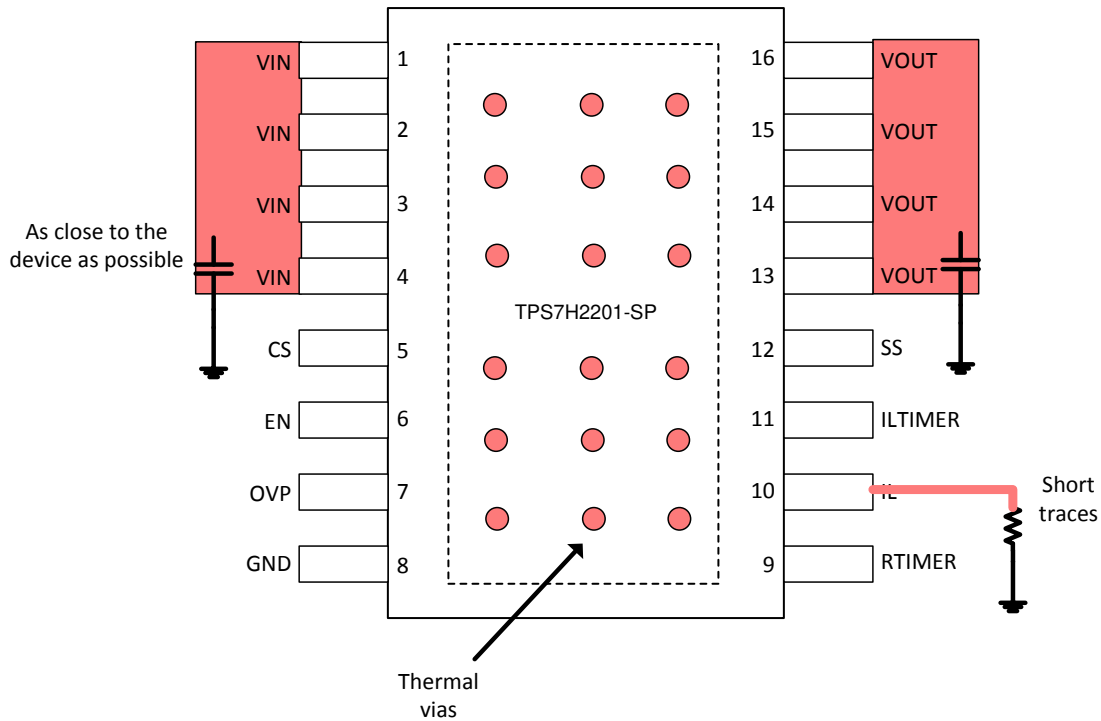 VIN 1 16 VOUT
VIN 2 15 VOUT
VIN 3 14 VOUT
As close to the
device as possible
VIN 4 13 VOUT
TPS7H2201-SP
CS 5 12 SS
EN 6 11 ILTIMER
OVP 7 10 IL
Short
traces
GND 8 9 RTIMER
Thermal
vias